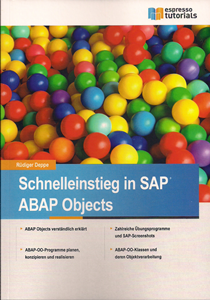 espresso
tutorials
Rüdiger Deppe
Schnelleinstieg in SAP®
ABAP Objects
ABAP Objects verständlich erklärt
ABAP-OO-Programme planen,
konzipieren und realisieren
Zahlreiche Übungsprogramme
und SAP-Screenshots
ABAP-OO-Klassen und
deren Objektverarbeitung